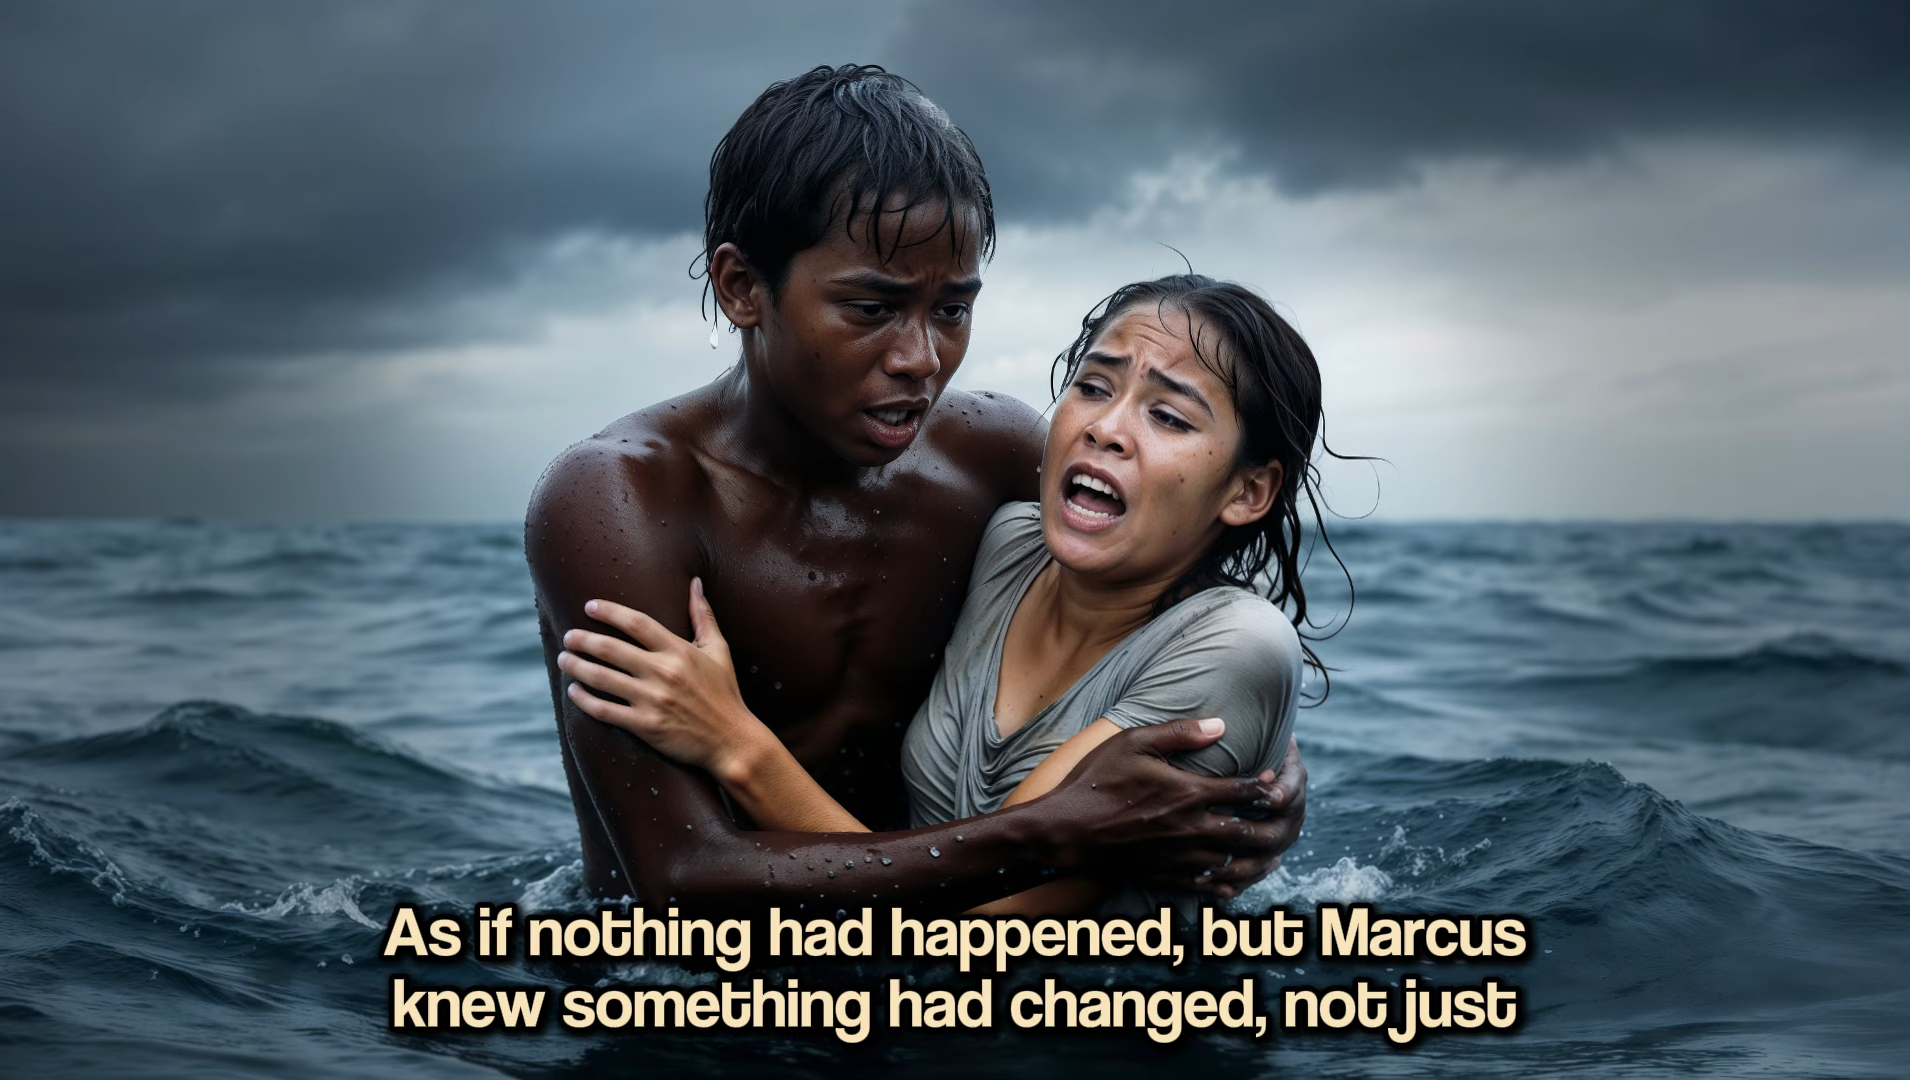 As if nothing had happened, but Marcus
knew something had changed, not just